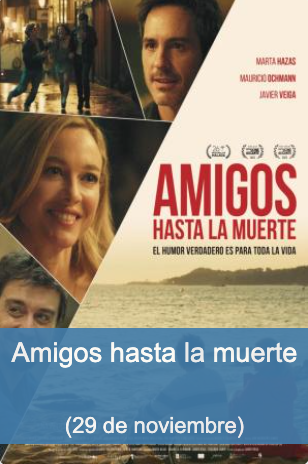 MARTA HAZAS
MAURICIO OCHMANN
JAVIER VEIGA
AMIGOS
HASTA LA MUERTE
EL HUMOR VERDADERO ES PARA TODA LA VIDA
Amigos hasta la muerte
(29 de noviembre)